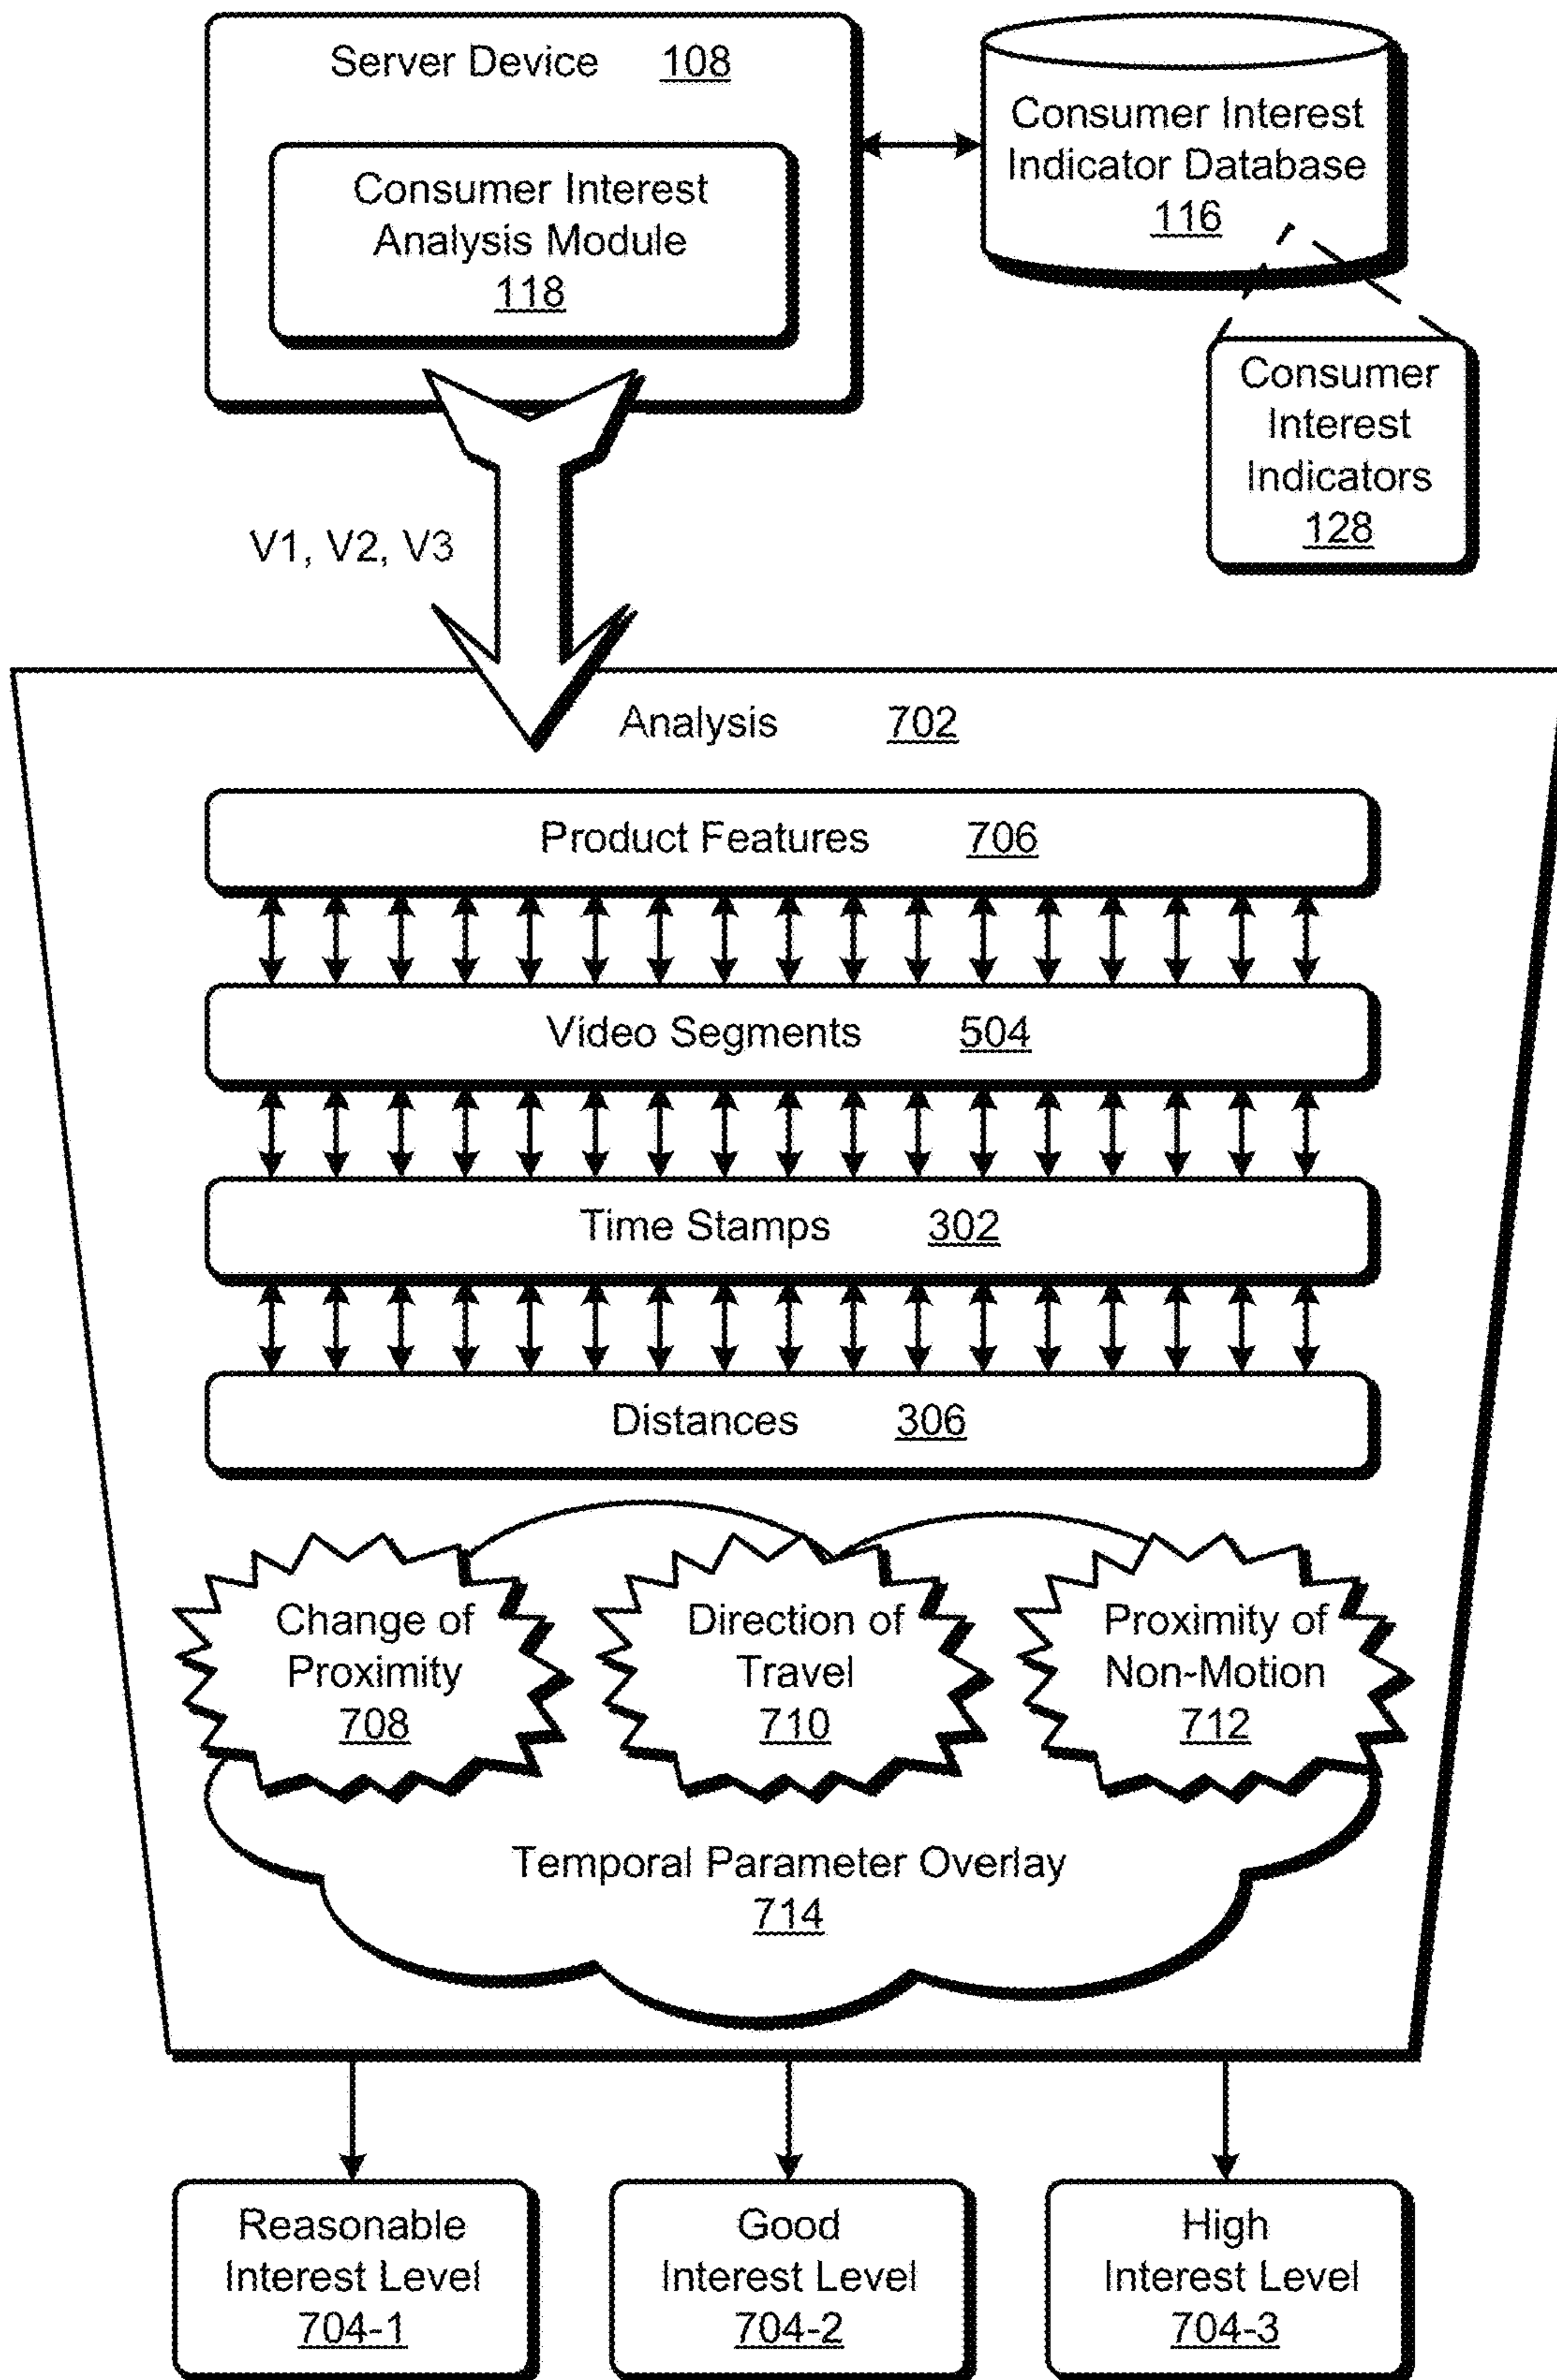 Server Device 108
Consumer Interest
Analysis Module
118
Consumer Interest
Indicator Database
116
Consumer
Interest
Indicators
128
V1, V2, V3
Analysis 702
Product Features 706
Video Segments 504
Time Stamps 302
Distances 306
Change of
Proximity
708
Direction of
Travel
710
Proximity of
Non-Motion
712
Temporal Parameter Overlay
714
Reasonable
Interest Level
704-1
Good
Interest Level
704-2
High
Interest Level
704-3